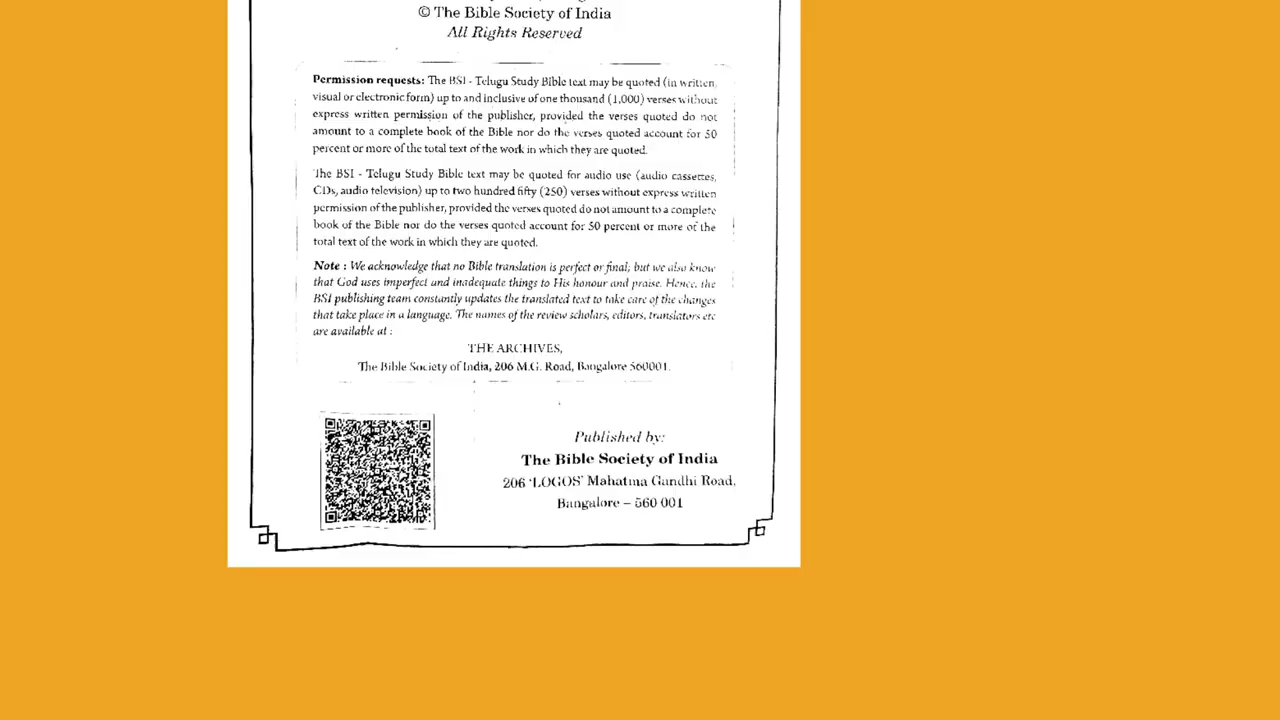 © The Bible Society of India
All Rights Reserved
Permission requests: The BSI - Telugu Study Bible text may be quoted (in written,
visual or electronic form) up to and inclusive of one thousand (1,000) verses without
express written permission of the publisher, provided the verses quoted do not
amount to a complete book of the Bible nor do the verses quoted account for 50
percent or more of the total text of the work in which they are quoted.
The BSI - Telugu Study Bible text may be quoted for audio use (audio cassettes,
CDs, audio television) up to two hundred fifty (250) verses without express written
permission of the publisher, provided the verses quoted do not amount to a complete
book of the Bible nor do the verses quoted account for 50 percent or more of the
total text of the work in which they are quoted.
Note : We acknowledge that no Bible translation is perfect or final; but we also know
that God uses imperfect and inadequate things to His honour and praise. Hence, the
BSI publishing team constantly updates the translated text to take care of the changes
that take place in a language. The names of the review scholars, editors, translators etc
are available at :
THE ARCHIVES,
The Bible Society of India, 206 M.G. Road, Bangalore 560001.
Published by:
The Bible Society of India
206 'LOGOS' Mahatma Gandhi Road,
Bangalore – 560 001